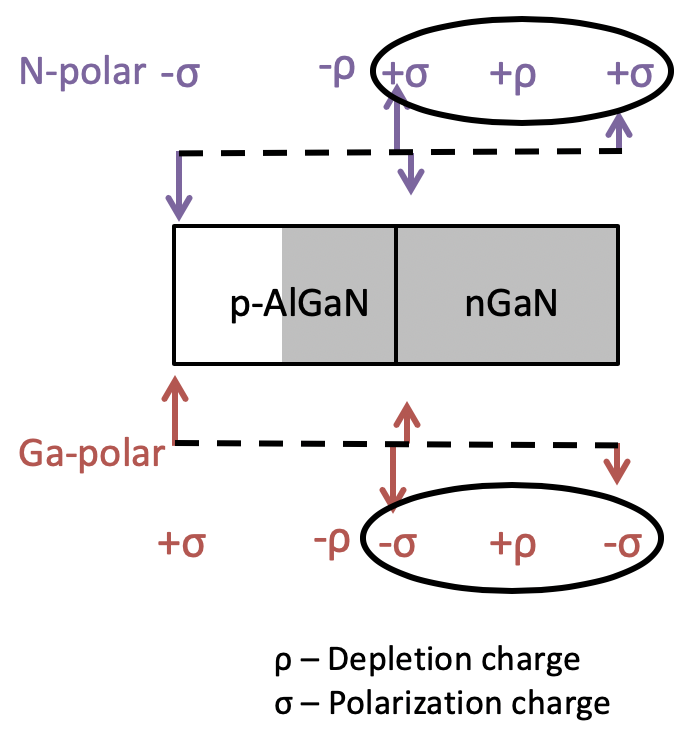 N-polar -σ -ρ +σ +ρ +σ
p-AlGaN nGaN
Ga-polar
+σ -ρ -σ +ρ -σ
ρ – Depletion charge
σ – Polarization charge